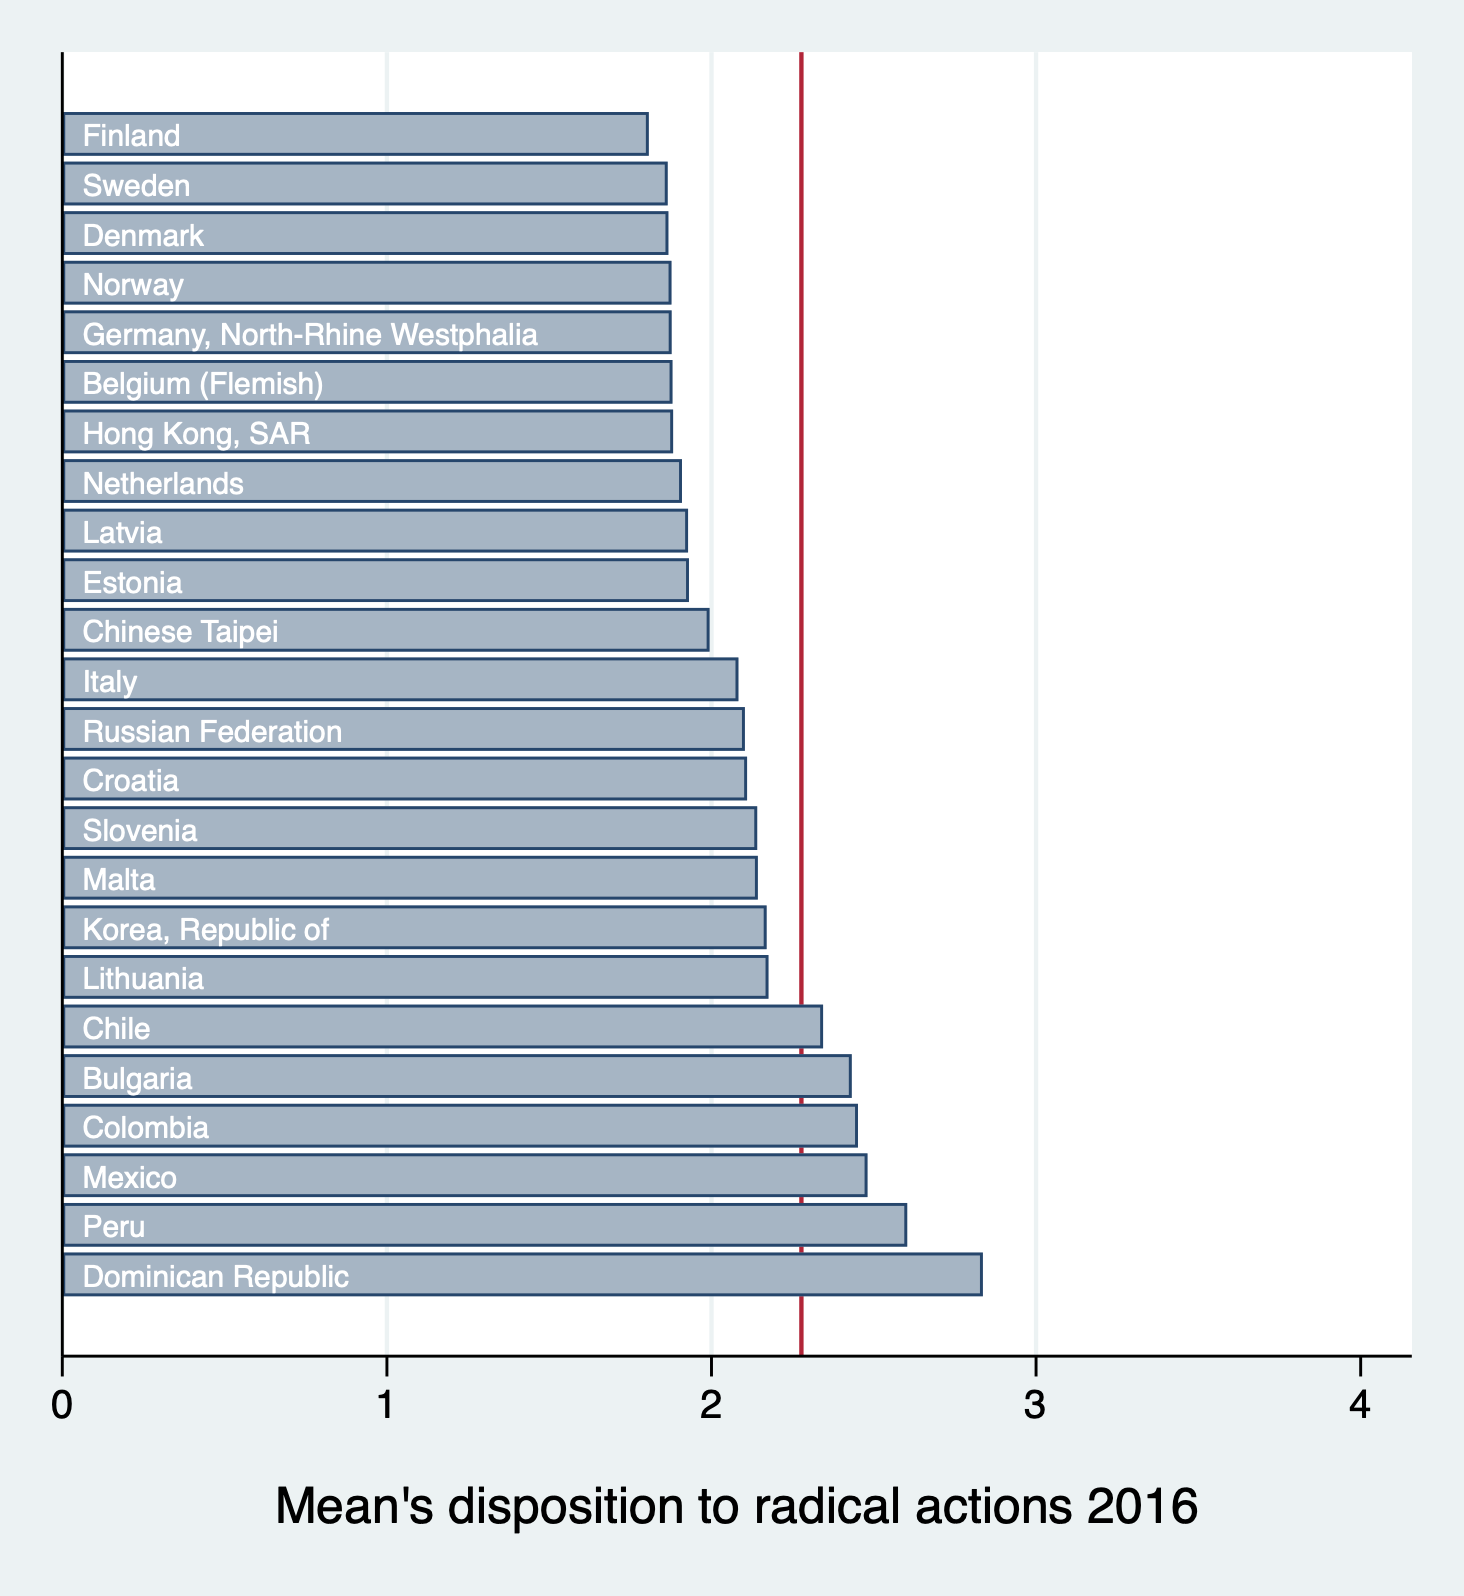 Finland
Sweden
Denmark
Norway
Germany, North-Rhine Westphalia
Belgium (Flemish)
Hong Kong, SAR
Netherlands
Latvia
Estonia
Chinese Taipei
Italy
Russian Federation
Croatia
Slovenia
Malta
Korea, Republic of
Lithuania
Chile
Bulgaria
Colombia
Mexico
Peru
Dominican Republic
0 1 2 3 4
Mean's disposition to radical actions 2016